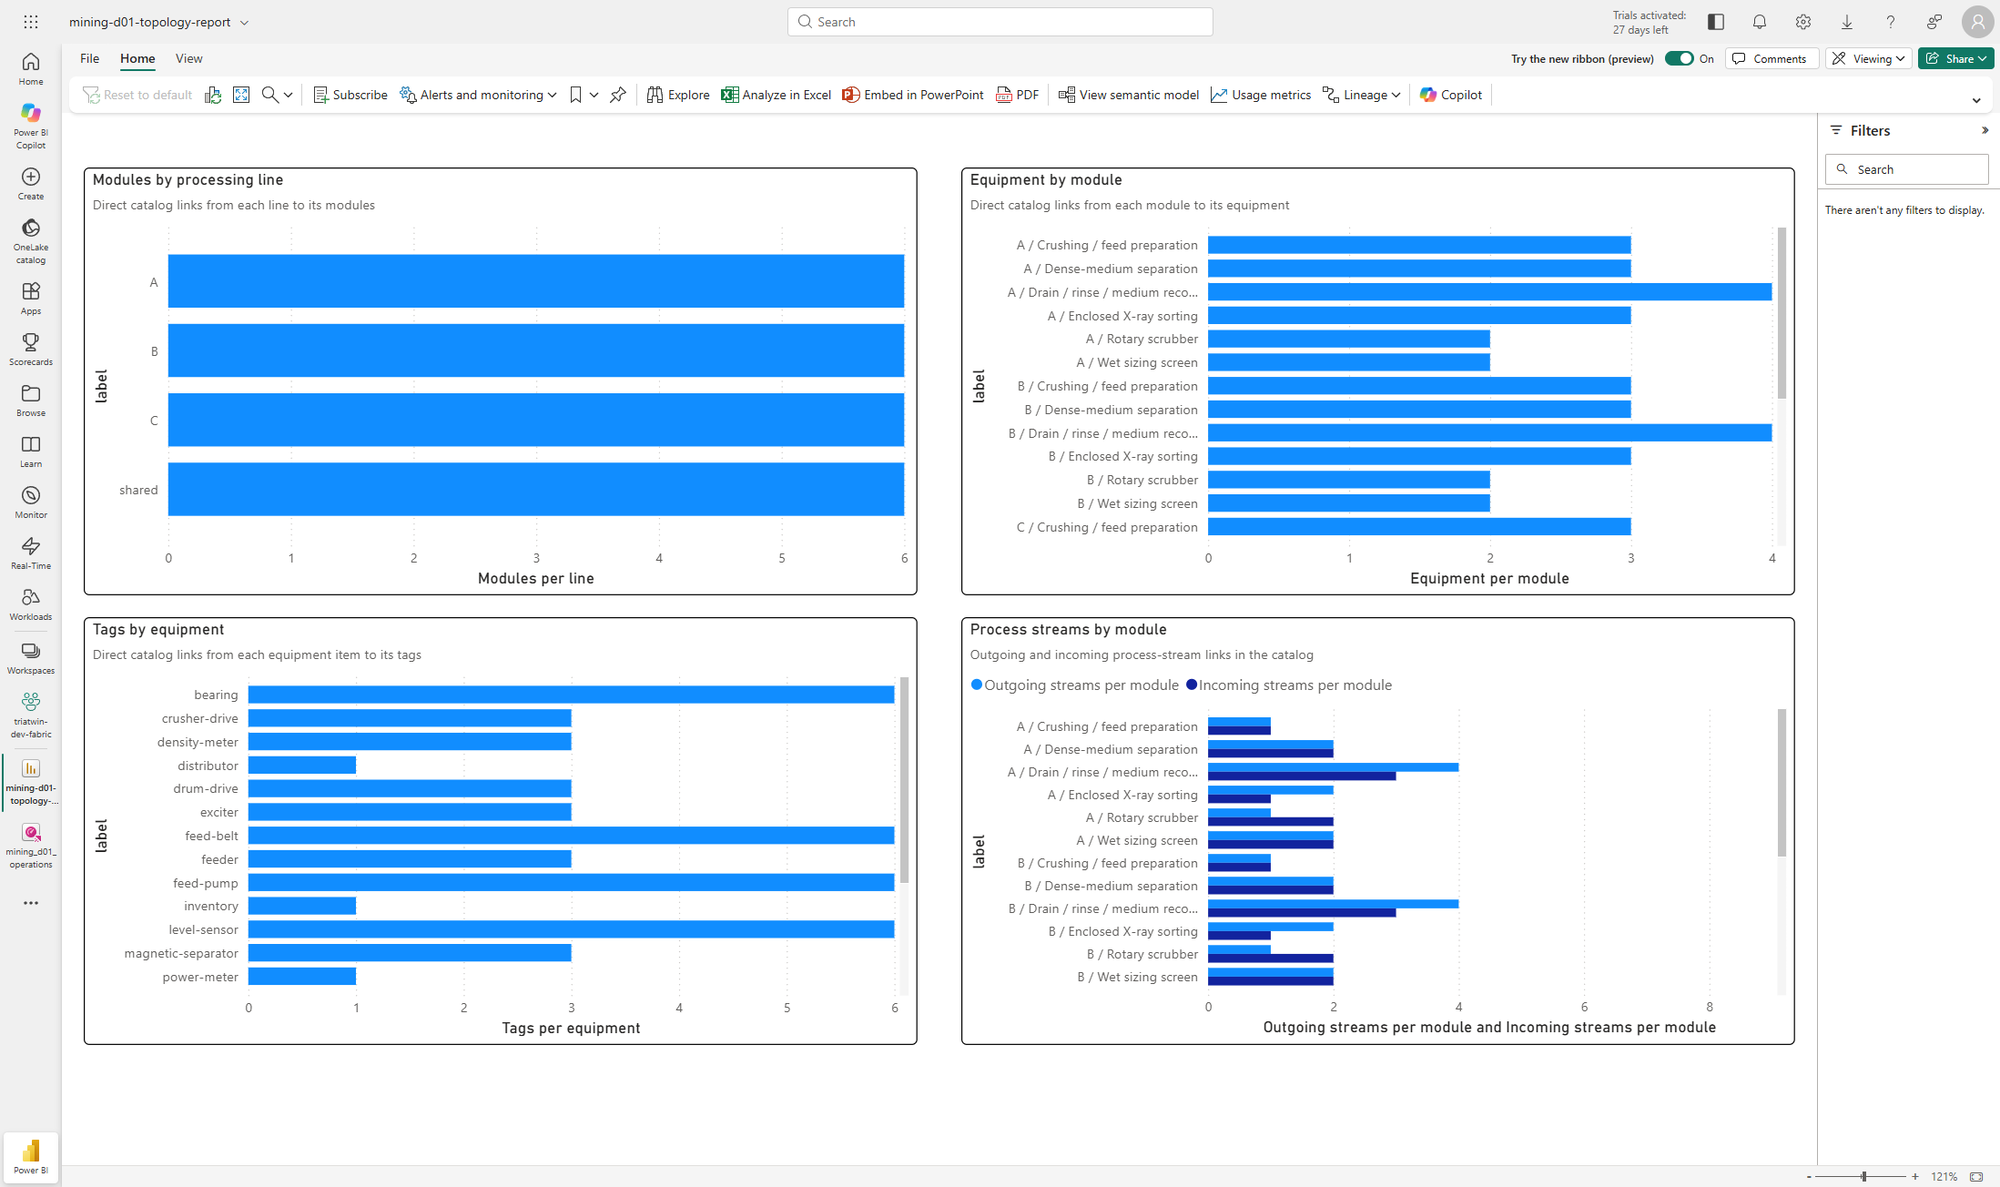 mining-d01-topology-report
Search
Trials activated:
27 days left
File
Home
View
Try the new ribbon (preview)
On
Comments
Viewing
Share
Reset to default
Subscribe
Alerts and monitoring
Explore
Analyze in Excel
Embed in PowerPoint
PDF
View semantic model
Usage metrics
Lineage
Copilot
Home
Power BI
Copilot
Create
OneLake
catalog
Apps
Scorecards
Browse
Learn
Monitor
Real-Time
Workloads
Workspaces
triatwin-
dev-fabric
mining-d01-
topology-...
mining_d01_
operations
Power BI
Modules by processing line
Direct catalog links from each line to its modules
label
A
B
C
shared
0 1 2 3 4 5 6
Modules per line
Equipment by module
Direct catalog links from each module to its equipment
label
A / Crushing / feed preparation
A / Dense-medium separation
A / Drain / rinse / medium reco...
A / Enclosed X-ray sorting
A / Rotary scrubber
A / Wet sizing screen
B / Crushing / feed preparation
B / Dense-medium separation
B / Drain / rinse / medium reco...
B / Enclosed X-ray sorting
B / Rotary scrubber
B / Wet sizing screen
C / Crushing / feed preparation
0 1 2 3 4
Equipment per module
Tags by equipment
Direct catalog links from each equipment item to its tags
label
bearing
crusher-drive
density-meter
distributor
drum-drive
exciter
feed-belt
feeder
feed-pump
inventory
level-sensor
magnetic-separator
power-meter
0 1 2 3 4 5 6
Tags per equipment
Process streams by module
Outgoing and incoming process-stream links in the catalog
Outgoing streams per module Incoming streams per module
label
A / Crushing / feed preparation
A / Dense-medium separation
A / Drain / rinse / medium reco...
A / Enclosed X-ray sorting
A / Rotary scrubber
A / Wet sizing screen
B / Crushing / feed preparation
B / Dense-medium separation
B / Drain / rinse / medium reco...
B / Enclosed X-ray sorting
B / Rotary scrubber
B / Wet sizing screen
0 2 4 6 8
Outgoing streams per module and Incoming streams per module
Filters
Search
There aren't any filters to display.
- + 121%